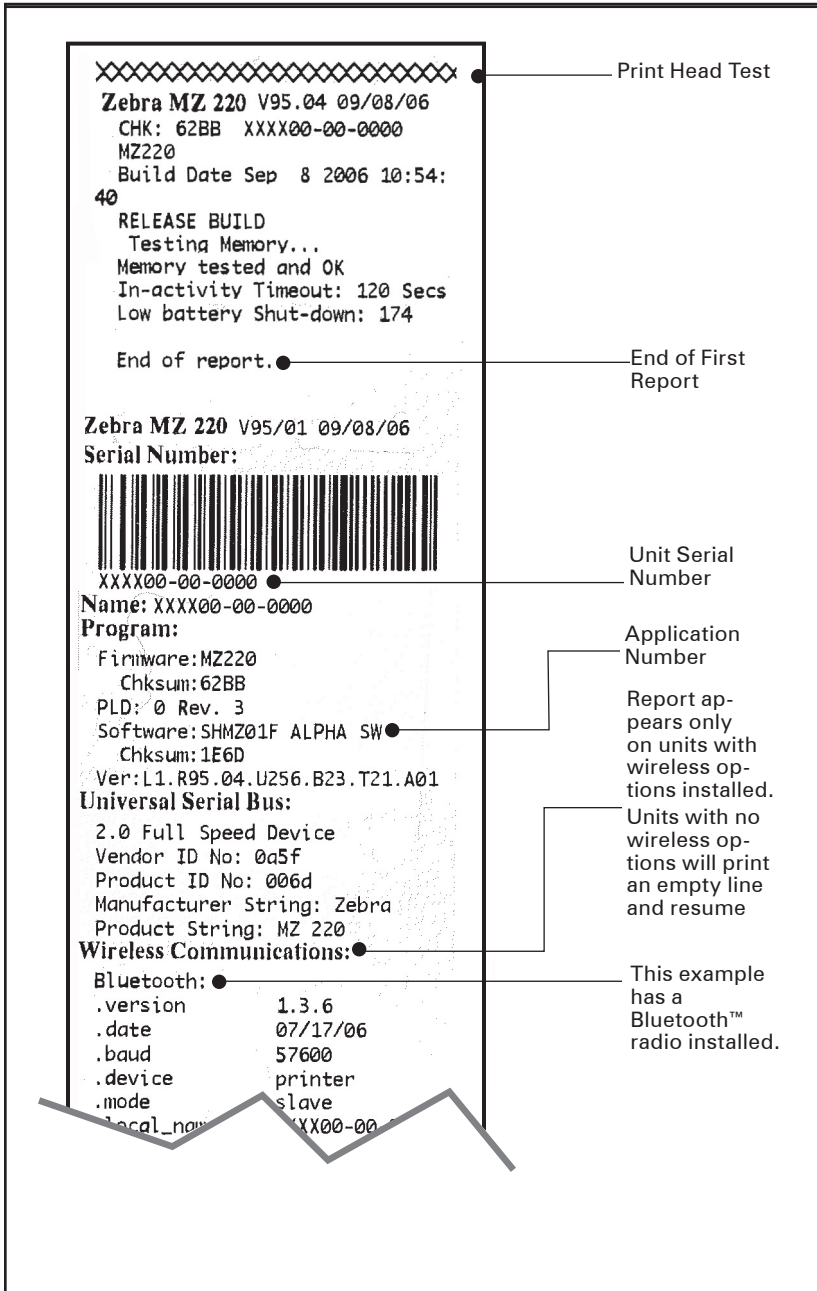 Print Head Test
Zebra MZ 220 V95.04 09/08/06
CHK: 62BB XXXX00-00-0000
MZ220
Build Date Sep 8 2006 10:54:
40
RELEASE BUILD
Testing Memory...
Memory tested and OK
In-activity Timeout: 120 Secs
Low battery Shut-down: 174
End of report.
End of First
Report
Zebra MZ 220 V95/01 09/08/06
Serial Number:
XXXX00-00-0000
Unit Serial
Number
Name: XXXX00-00-0000
Program:
Firmware:MZ220
Chksum:62BB
PLD: 0 Rev. 3
Software:SHMZ01F ALPHA SW
Application
Number
Chksum:1E6D
Ver:L1.R95.04.U256.B23.T21.A01
Universal Serial Bus:
2.0 Full Speed Device
Vendor ID No: 0a5f
Product ID No: 006d
Manufacturer String: Zebra
Product String: MZ 220
Wireless Communications:
Report ap-
pears only
on units with
wireless op-
tions installed.
Units with no
wireless op-
tions will print
an empty line
and resume
Bluetooth:
This example
has a
Bluetooth™
radio installed.
.version 1.3.6
.date 07/17/06
.baud 57600
.device printer
.mode slave